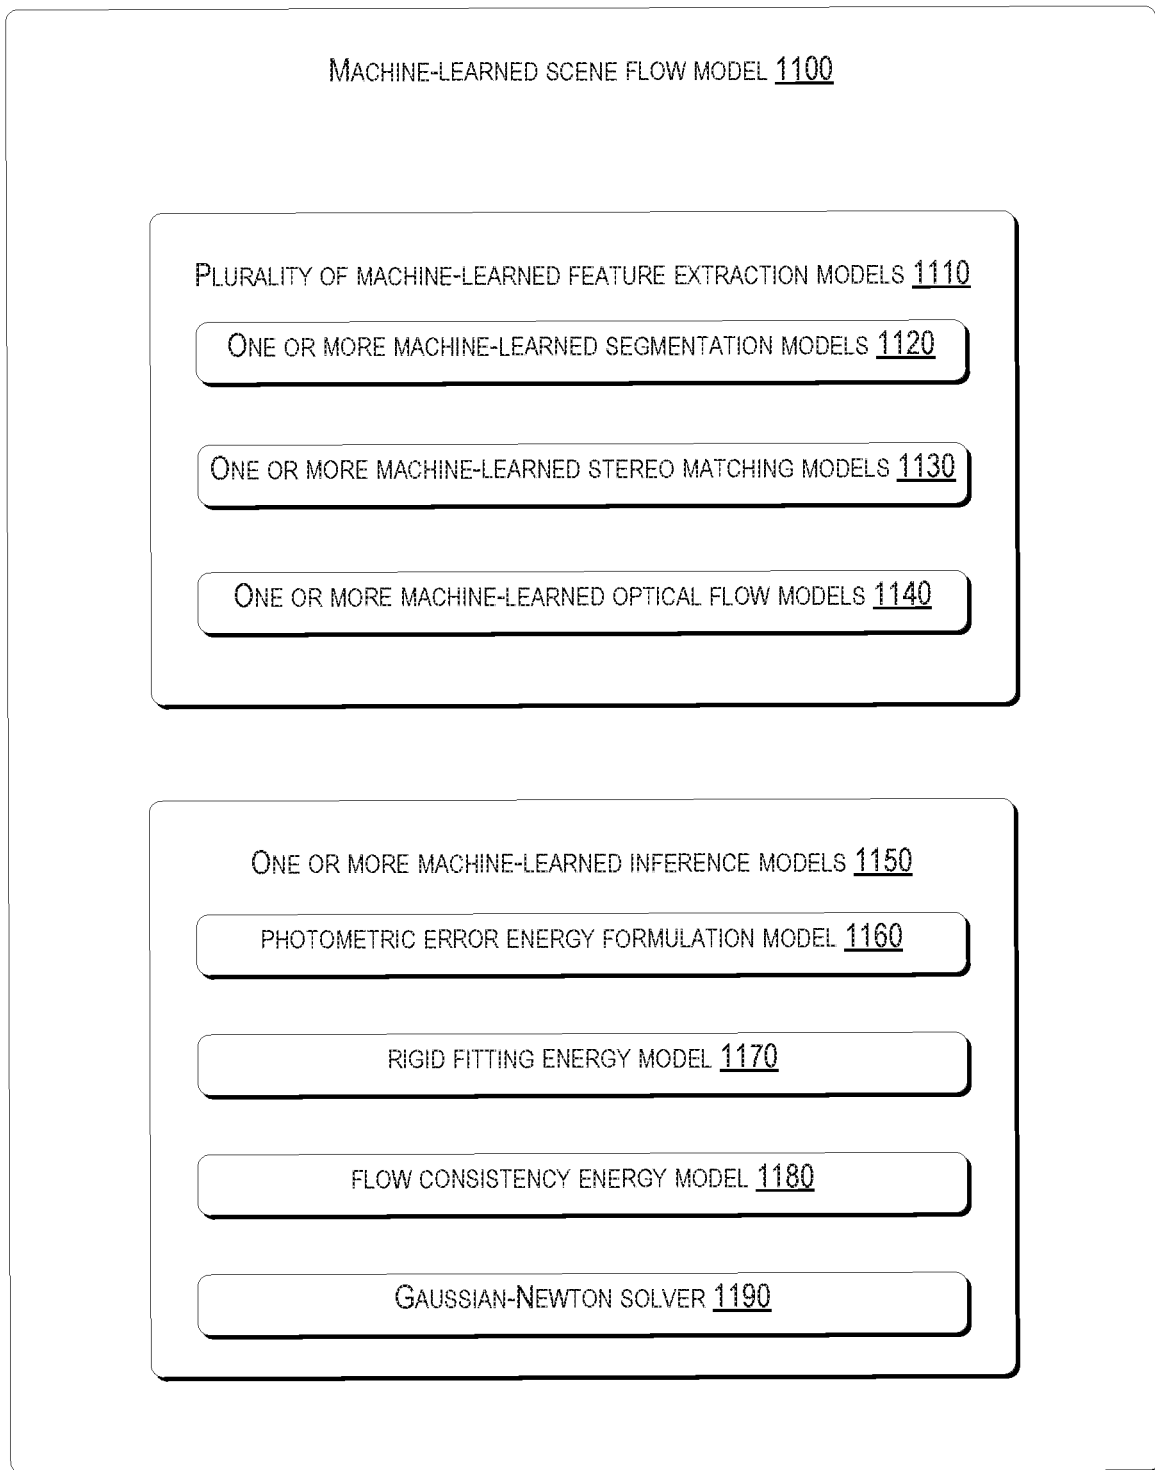 Machine-learned scene flow model 1100
Plurality of machine-learned feature extraction models 1110
One or more machine-learned segmentation models 1120
One or more machine-learned stereo matching models 1130
One or more machine-learned optical flow models 1140
One or more machine-learned inference models 1150
photometric error energy formulation model 1160
rigid fitting energy model 1170
flow consistency energy model 1180
Gaussian-Newton solver 1190